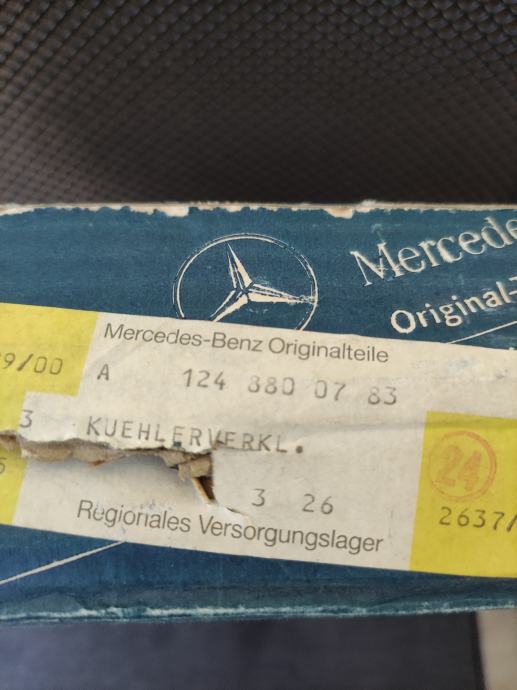 Mercede
Original-
Mercedes-Benz Originalteile
9/00
A 124 880 07 83
3
KUEHLERVERKL.
24
3 26
2637/
Regionales Versorgungslager